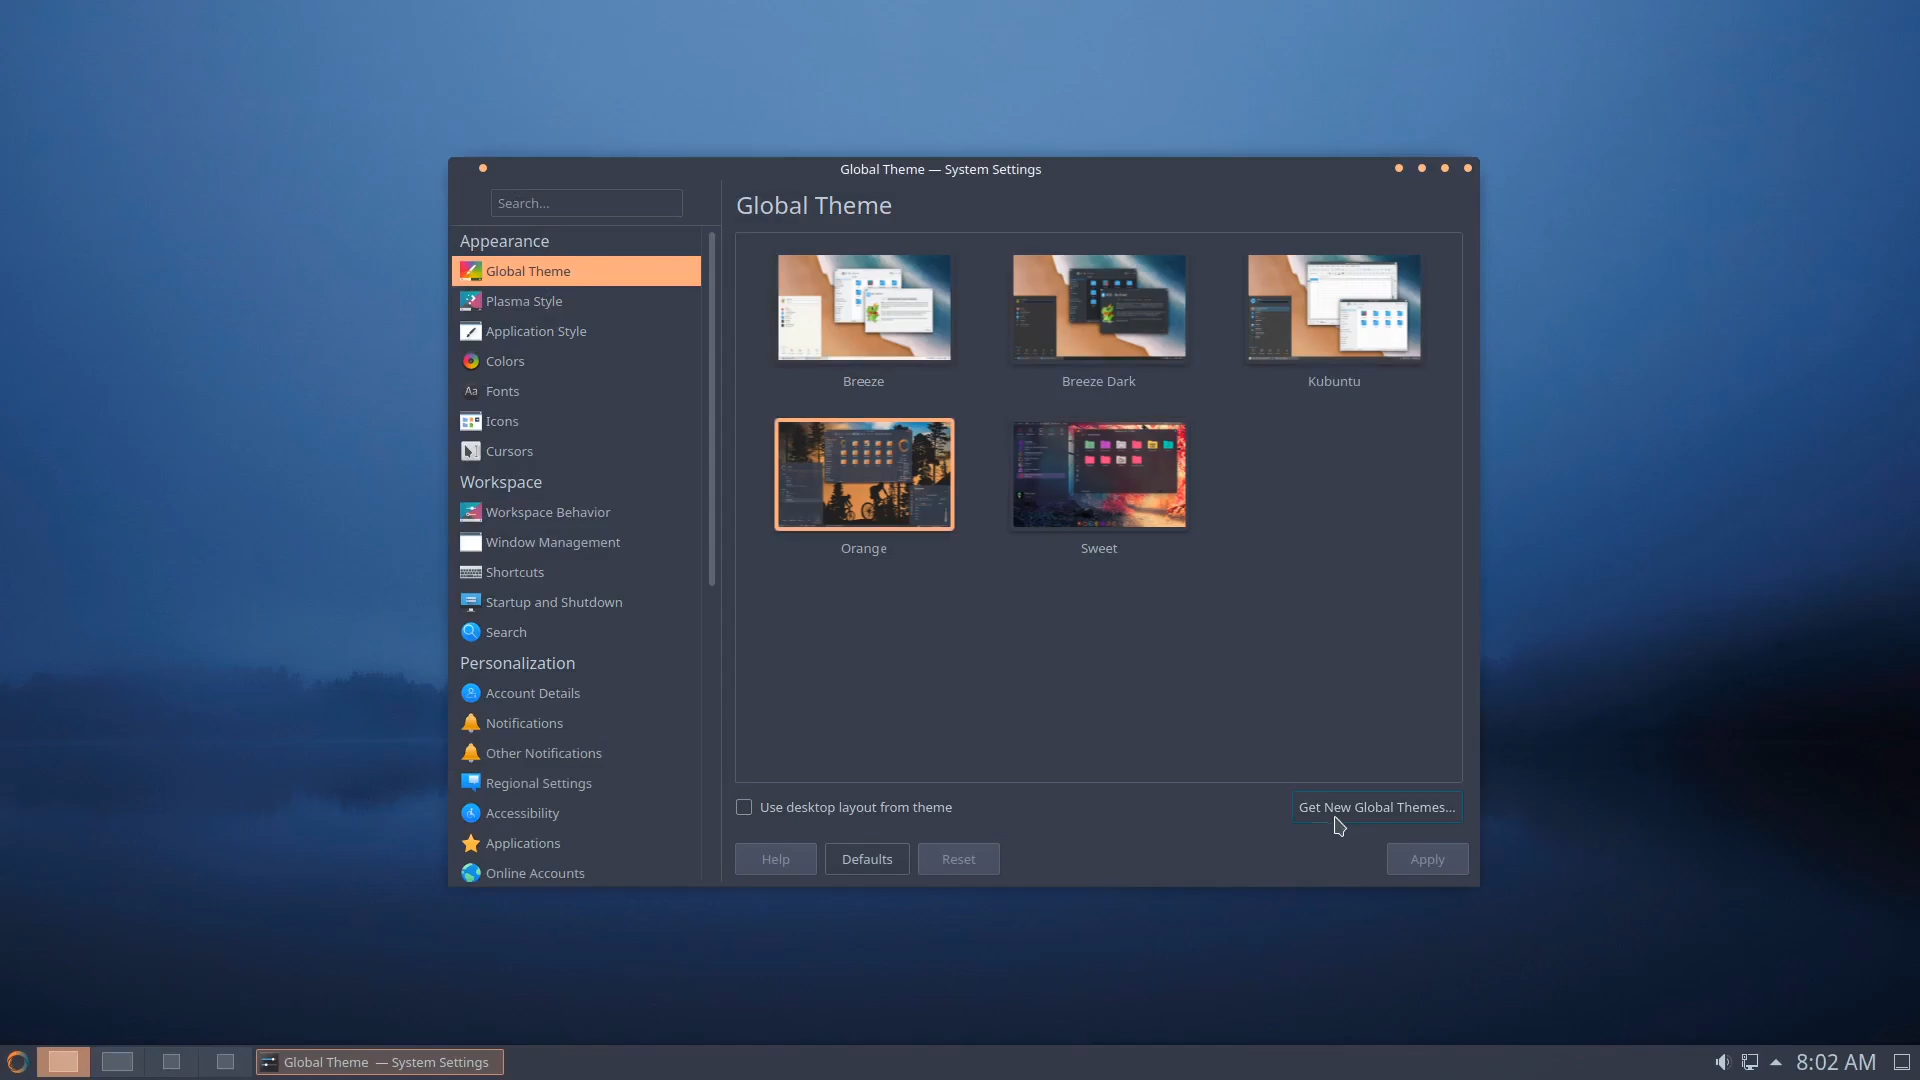 Global Theme — System Settings
Search...
Global Theme
Appearance
Global Theme
Plasma Style
Application Style
Colors
Aa Fonts
Icons
Cursors
Workspace
Workspace Behavior
Window Management
Shortcuts
Startup and Shutdown
Search
Personalization
Account Details
Notifications
Other Notifications
Regional Settings
Accessibility
Applications
Online Accounts
Breeze
Breeze Dark
Kubuntu
Orange
Sweet
Use desktop layout from theme
Get New Global Themes...
Help
Defaults
Reset
Apply
Global Theme — System Settings
8:02 AM